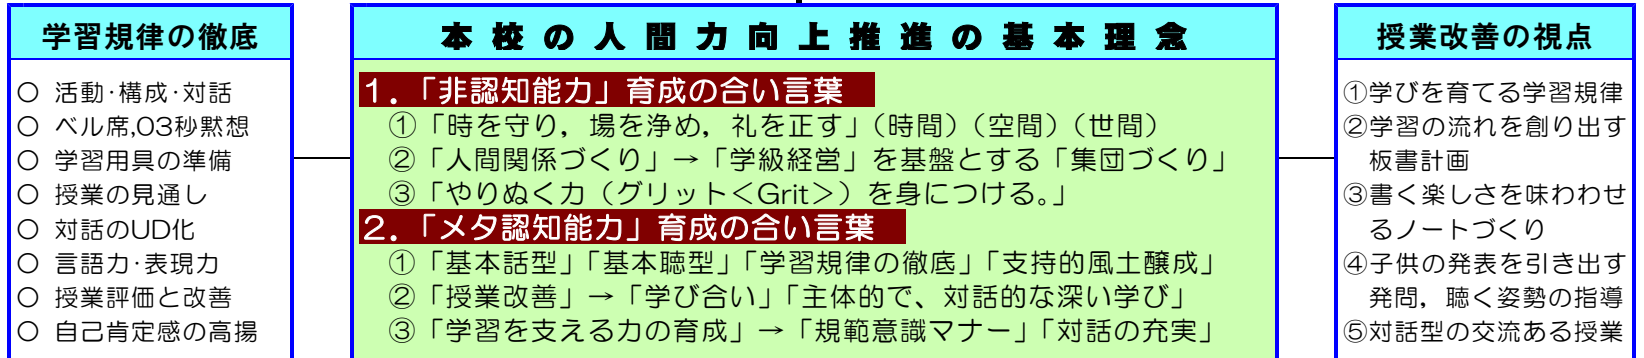 学習規律の徹底
○ 活動･構成･対話
○ ベル席,03秒黙想
○ 学習用具の準備
○ 授業の見通し
○ 対話のUD化
○ 言語力･表現力
○ 授業評価と改善
○ 自己肯定感の高揚
本校の人間力向上推進の基本理念
１．「非認知能力」育成の合い言葉
①「時を守り，場を浄め，礼を正す」（時間）（空間）（世間）
②「人間関係づくり」→「学級経営」を基盤とする「集団づくり」
③「やりぬく力（グリット＜Grit＞）を身につける。」
２．「メタ認知能力」育成の合い言葉
①「基本話型」「基本聴型」「学習規律の徹底」「支持的風土醸成」
②「授業改善」→「学び合い」「主体的で、対話的な深い学び」
③「学習を支える力の育成」→「規範意識マナー」「対話の充実」
授業改善の視点
①学びを育てる学習規律
②学習の流れを創り出す
板書計画
③書く楽しさを味わわせ
るノートづくり
④子供の発表を引き出す
発問，聴く姿勢の指導
⑤対話型の交流ある授業